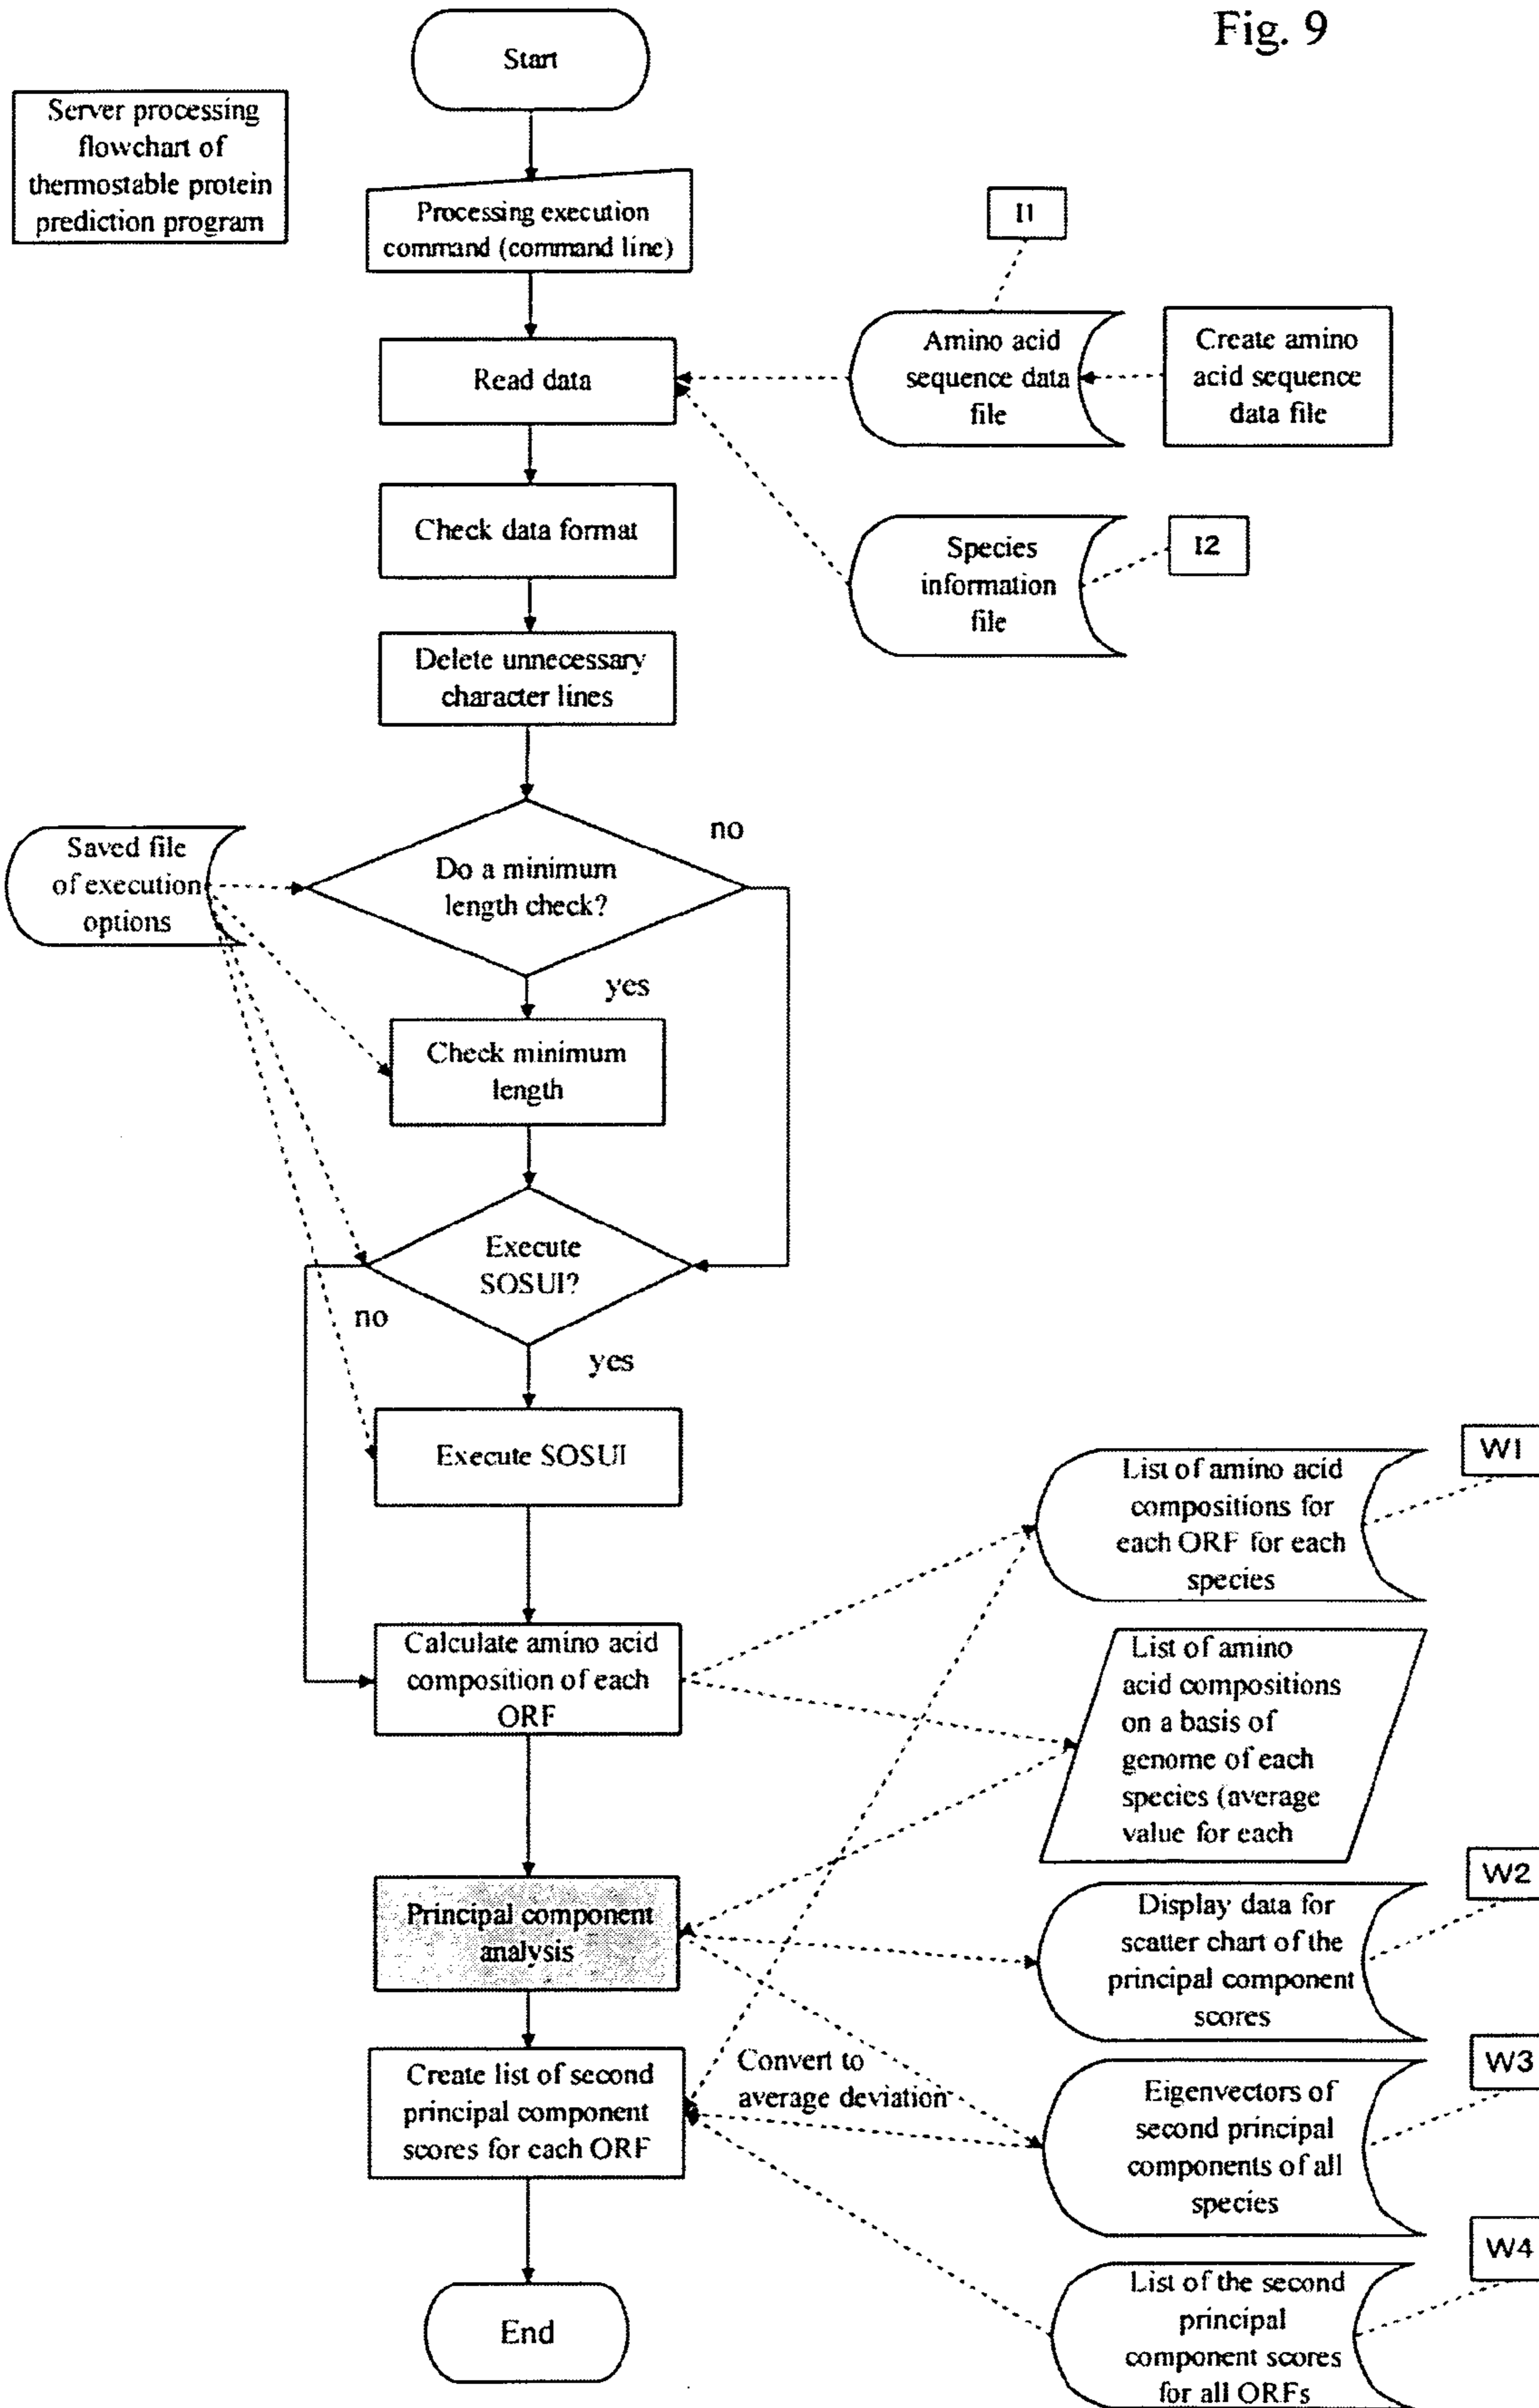 Fig. 9
Start
Server processing
flowchart of
thermostable protein
prediction program
Processing execution
command (command line)
I1
Read data
Amino acid
sequence data
file
Create amino
acid sequence
data file
Check data format
Species
information
file
I2
Delete unnecessary
character lines
Saved file
of execution
options
Do a minimum
length check?
no
yes
Check minimum
length
Execute
SOSUI?
no
yes
Execute SOSUI
W1
List of amino acid
compositions for
each ORF for each
species
Calculate amino acid
composition of each
ORF
List of amino
acid compositions
on a basis of
genome of each
species (average
value for each
W2
Principal component
analysis
Display data for
scatter chart of the
principal component
scores
Create list of second
principal component
scores for each ORF
Convert to
average deviation
W3
Eigenvectors of
second principal
components of all
species
W4
End
List of the second
principal
component scores
for all ORFs